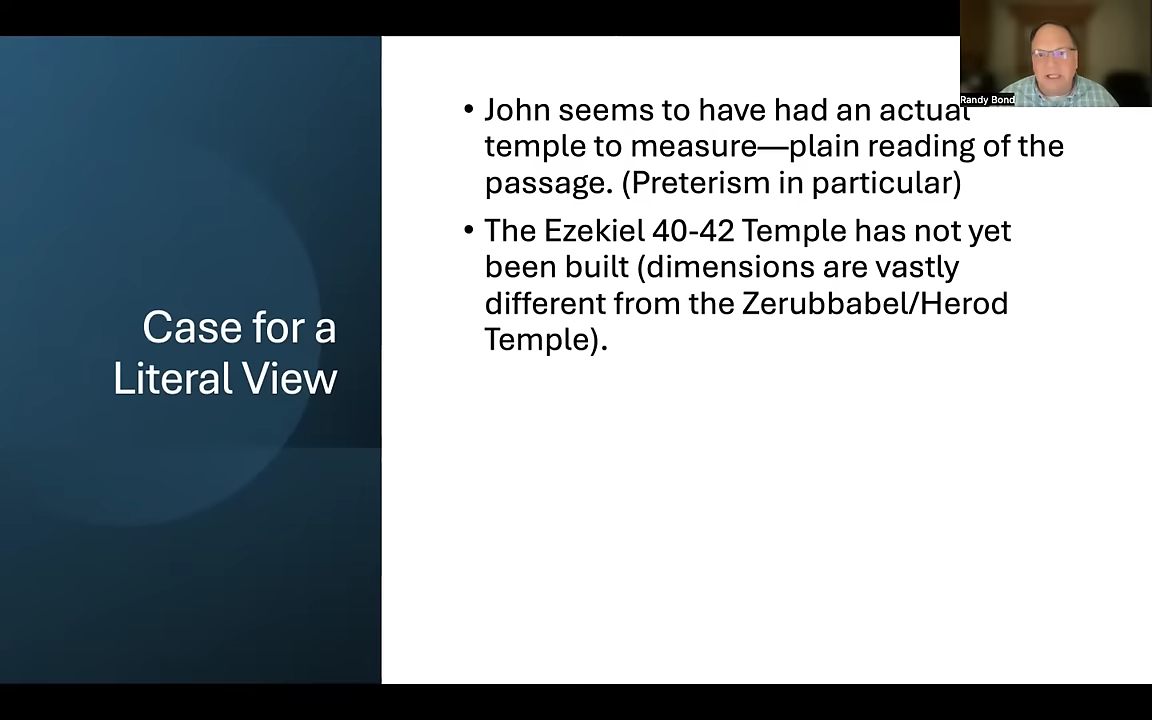 Randy Bond
• John seems to have had an actual
temple to measure—plain reading of the
passage. (Preterism in particular)
• The Ezekiel 40-42 Temple has not yet
been built (dimensions are vastly
different from the Zerubbabel/Herod
Temple).
Case for a
Literal View